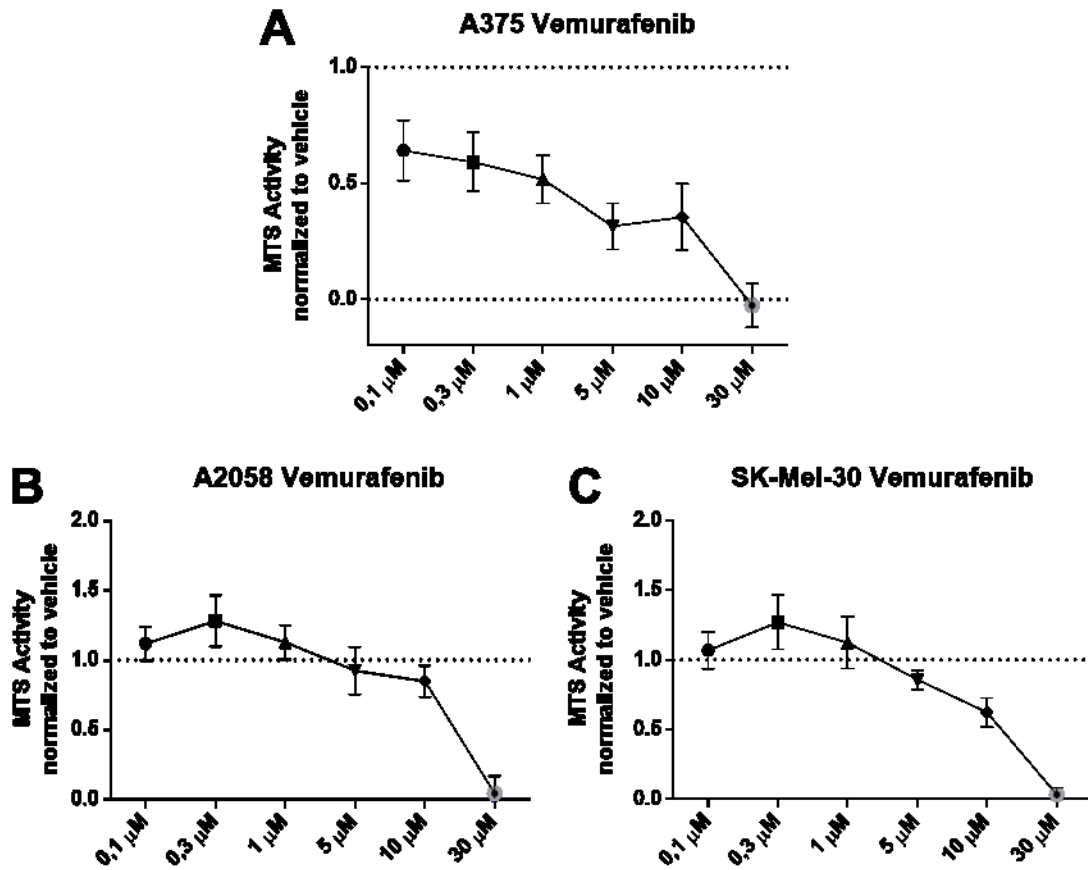 A
A375 Vemurafenib
MTS Activity
normalized to vehicle
1.0
0.5
0.0
0,1 µM
0,3 µM
1 µM
5 µM
10 µM
30 µM
B
A2058 Vemurafenib
MTS Activity
normalized to vehicle
2.0
1.5
1.0
0.5
0.0
0,1 µM
0,3 µM
1 µM
5 µM
10 µM
30 µM
C
SK-Mel-30 Vemurafenib
MTS Activity
normalized to vehicle
2.0
1.5
1.0
0.5
0.0
0,1 µM
0,3 µM
1 µM
5 µM
10 µM
30 µM